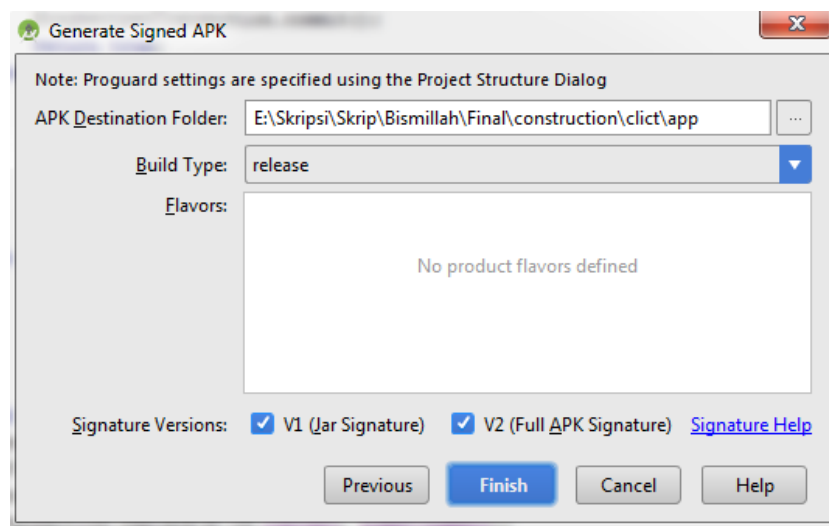 Generate Signed APK
Note: Proguard settings are specified using the Project Structure Dialog
APK Destination Folder: E:\Skripsi\Skrip\Bismillah\Final\construction\clict\app ...
Build Type: release
Flavors:
No product flavors defined
Signature Versions: V1 (Jar Signature) V2 (Full APK Signature) Signature Help
Previous Finish Cancel Help